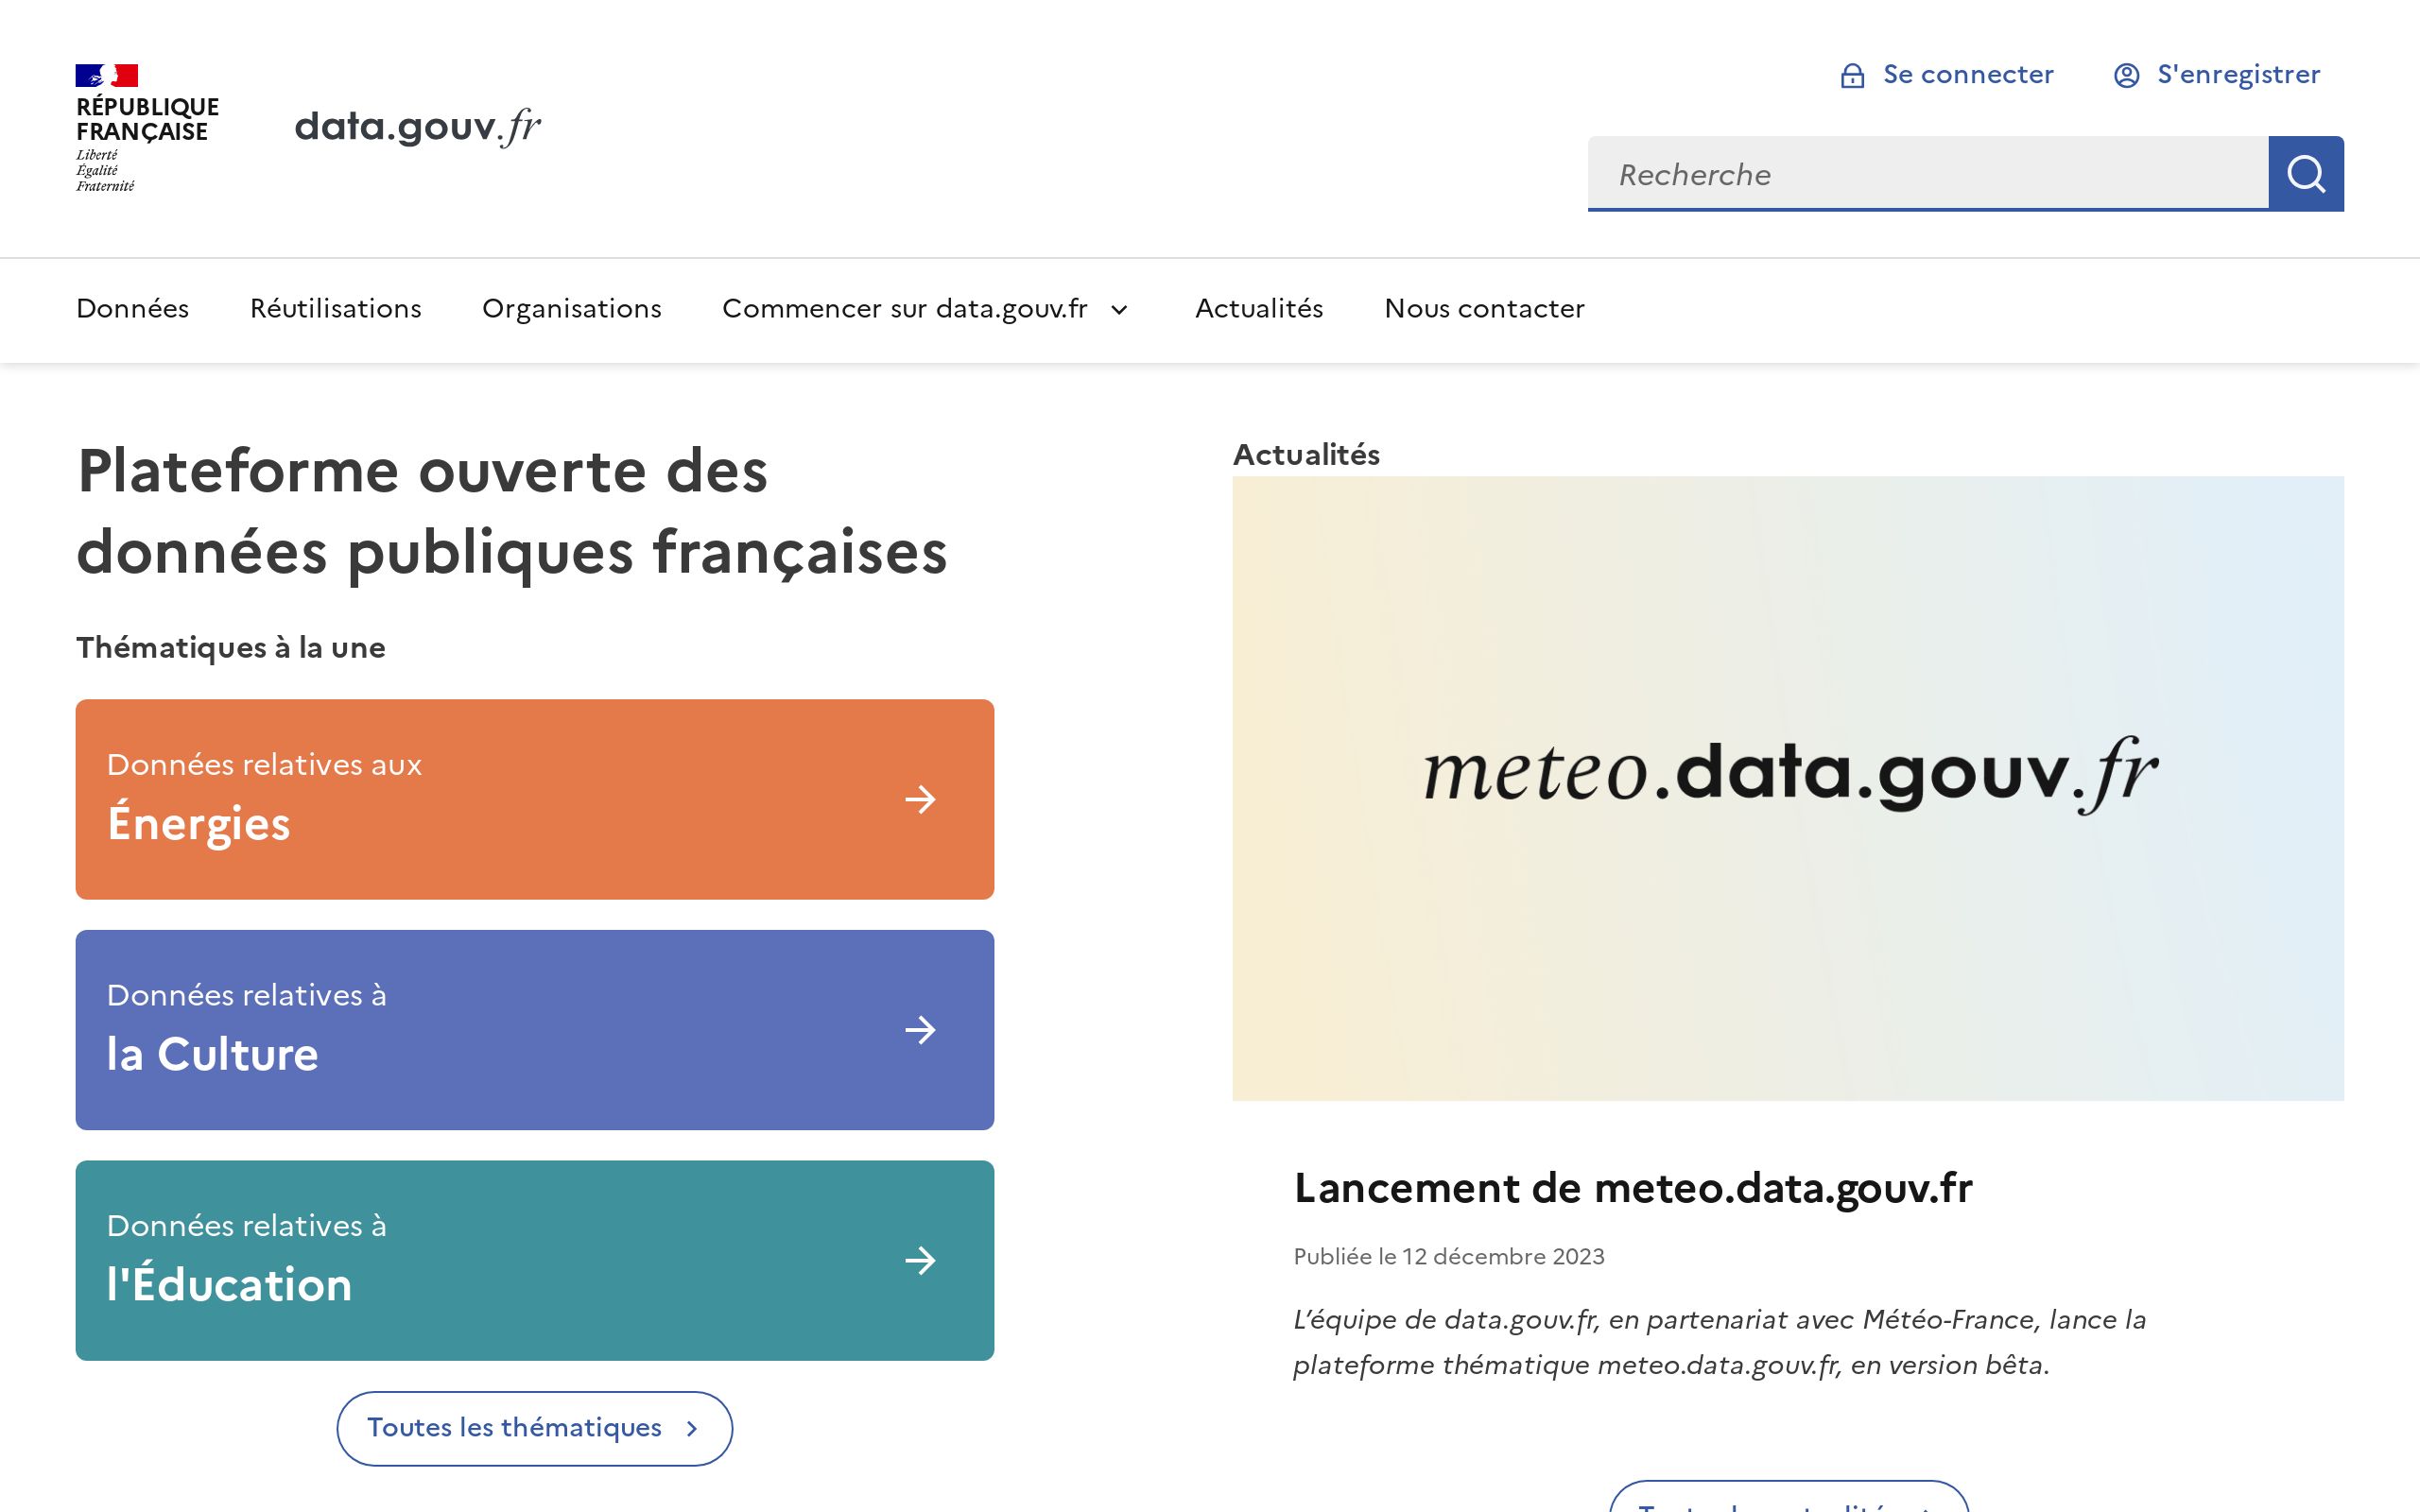 RÉPUBLIQUE
FRANÇAISE
Liberté
Égalité
Fraternité
data.gouv.fr
Se connecter
S'enregistrer
Recherche
Données
Réutilisations
Organisations
Commencer sur data.gouv.fr
Actualités
Nous contacter
Plateforme ouverte des
données publiques françaises
Thématiques à la une
Données relatives aux
Énergies
Données relatives à
la Culture
Données relatives à
l'Éducation
Toutes les thématiques
Actualités
meteo.data.gouv.fr
Lancement de meteo.data.gouv.fr
Publiée le 12 décembre 2023
L’équipe de data.gouv.fr, en partenariat avec Météo-France, lance la
plateforme thématique meteo.data.gouv.fr, en version bêta.